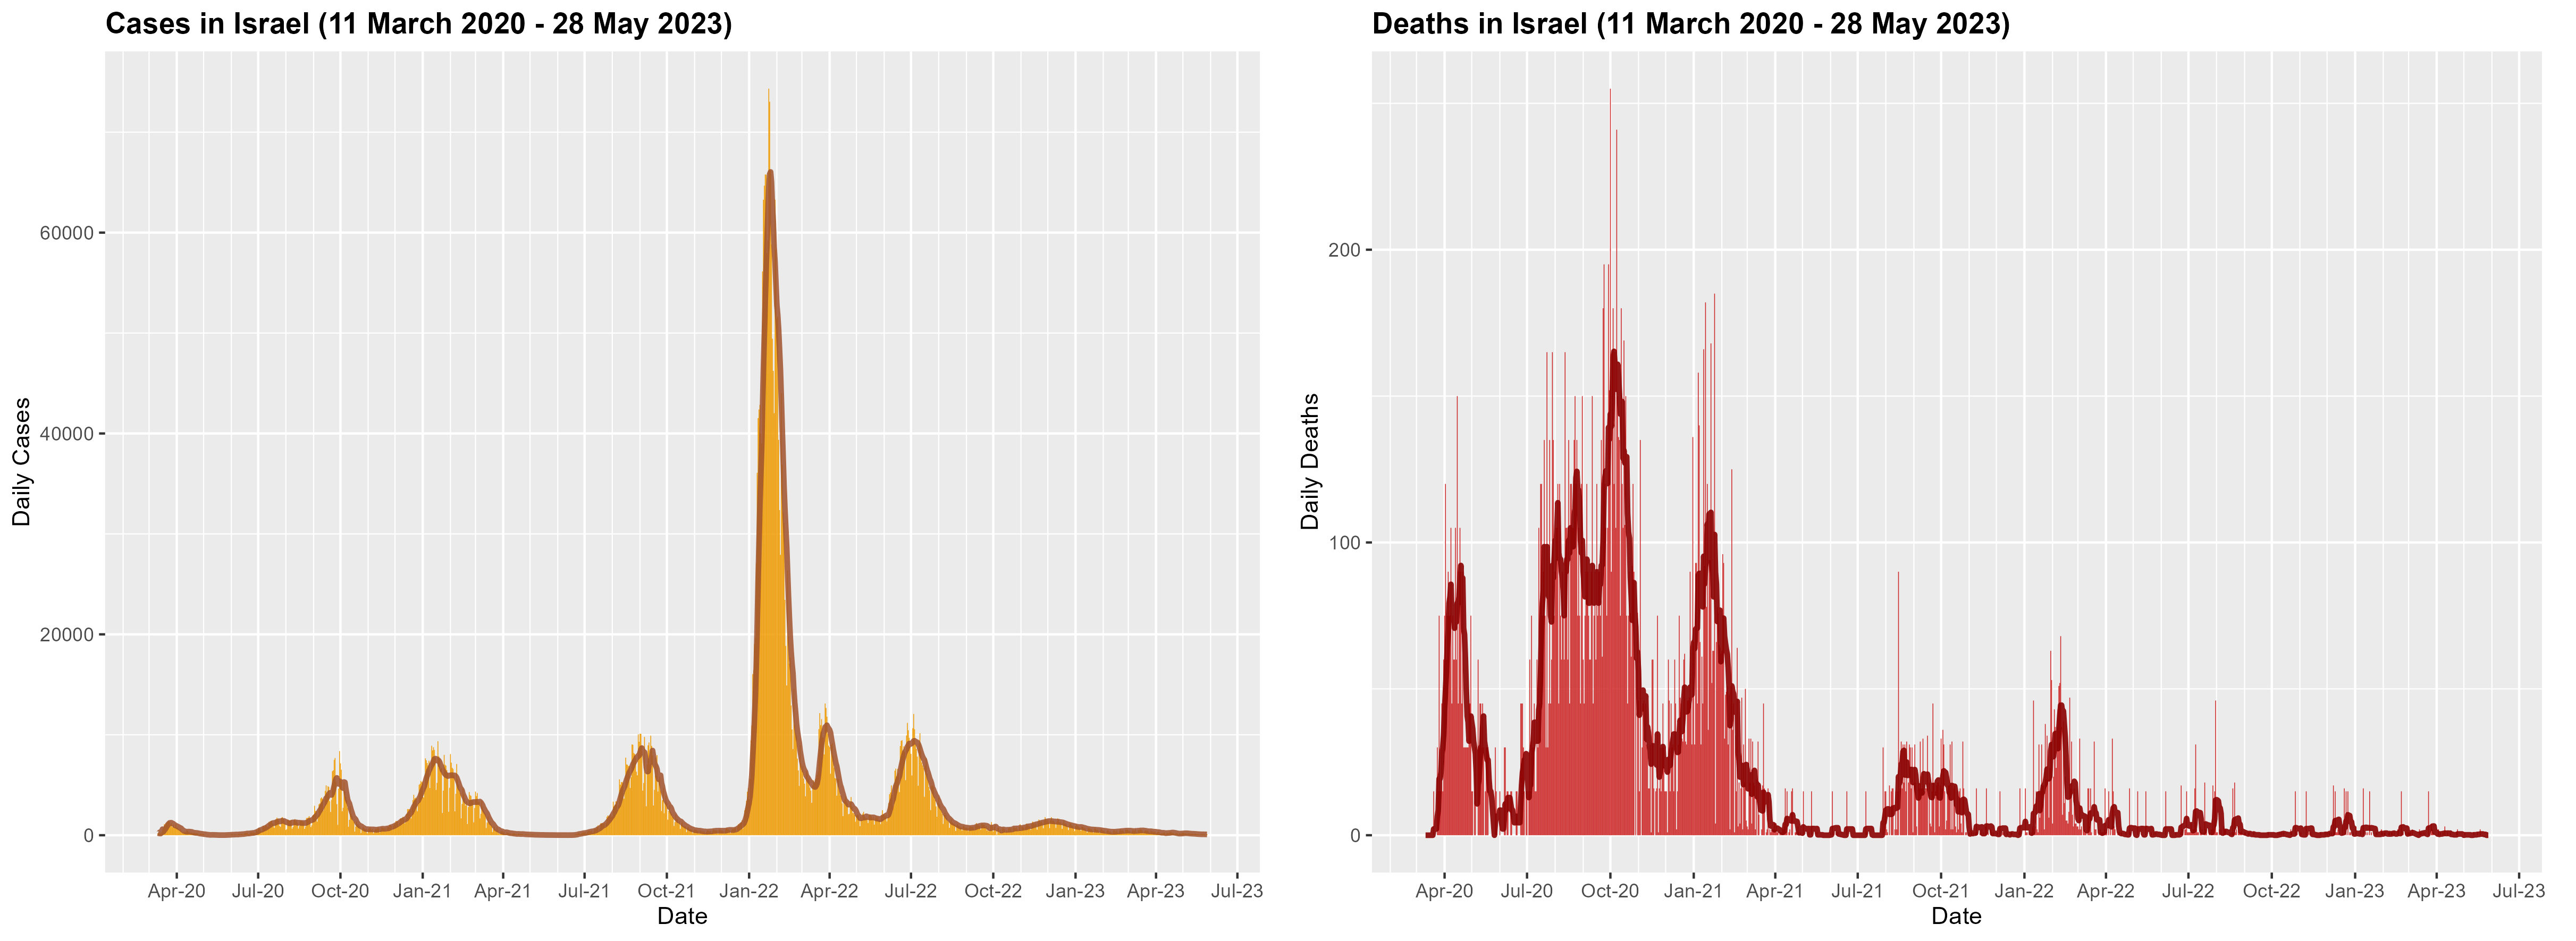 Cases in Israel (11 March 2020 - 28 May 2023)
Daily Cases
60000
40000
20000
0
Apr-20 Jul-20 Oct-20 Jan-21 Apr-21 Jul-21 Oct-21 Jan-22 Apr-22 Jul-22 Oct-22 Jan-23 Apr-23 Jul-23
Date
Deaths in Israel (11 March 2020 - 28 May 2023)
Daily Deaths
200
100
0
Apr-20 Jul-20 Oct-20 Jan-21 Apr-21 Jul-21 Oct-21 Jan-22 Apr-22 Jul-22 Oct-22 Jan-23 Apr-23 Jul-23
Date